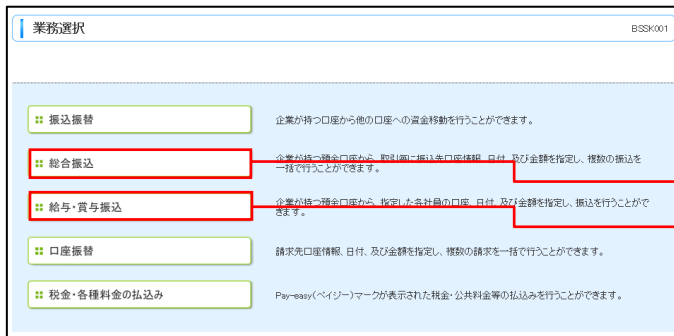 業務選択
BSSK001
振込振替
企業が持つ口座から他の口座への資金移動を行うことができます。
総合振込
企業が持つ預金口座から、取引毎に振込先口座情報、日付、及び金額を指定し、複数の振込を
一括で行うことができます。
給与・賞与振込
企業が持つ預金口座から、指定した各社員の口座、日付、及び金額を指定し、振込を行うことがで
きます。
口座振替
請求先口座情報、日付、及び金額を指定し、複数の請求を一括で行うことができます。
税金・各種料金の払込み
Pay-easy(ペイジー)マークが表示された税金・公共料金等の払込みを行うことができます。